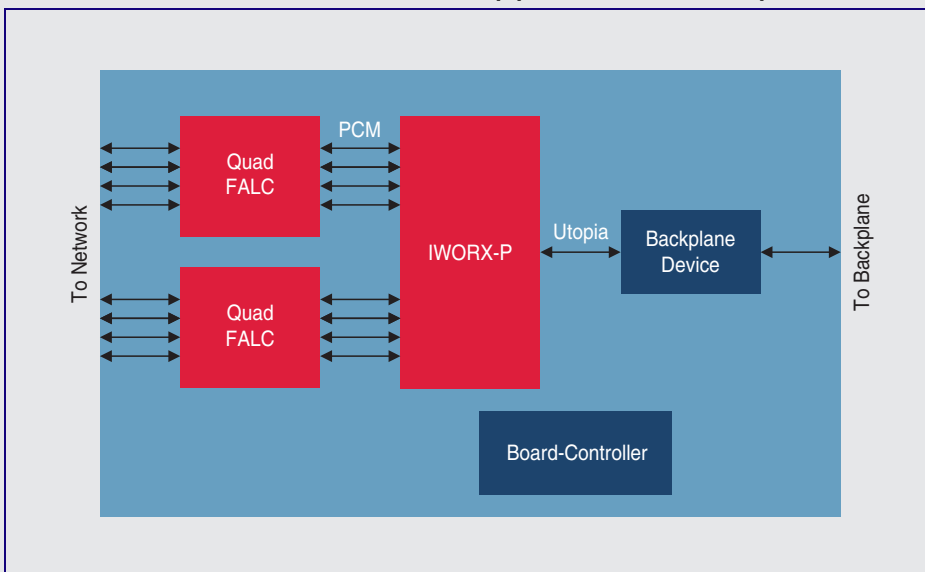 To Network
Quad
FALC
PCM
Quad
FALC
IWORX-P
Utopia
Backplane
Device
To Backplane
Board-Controller